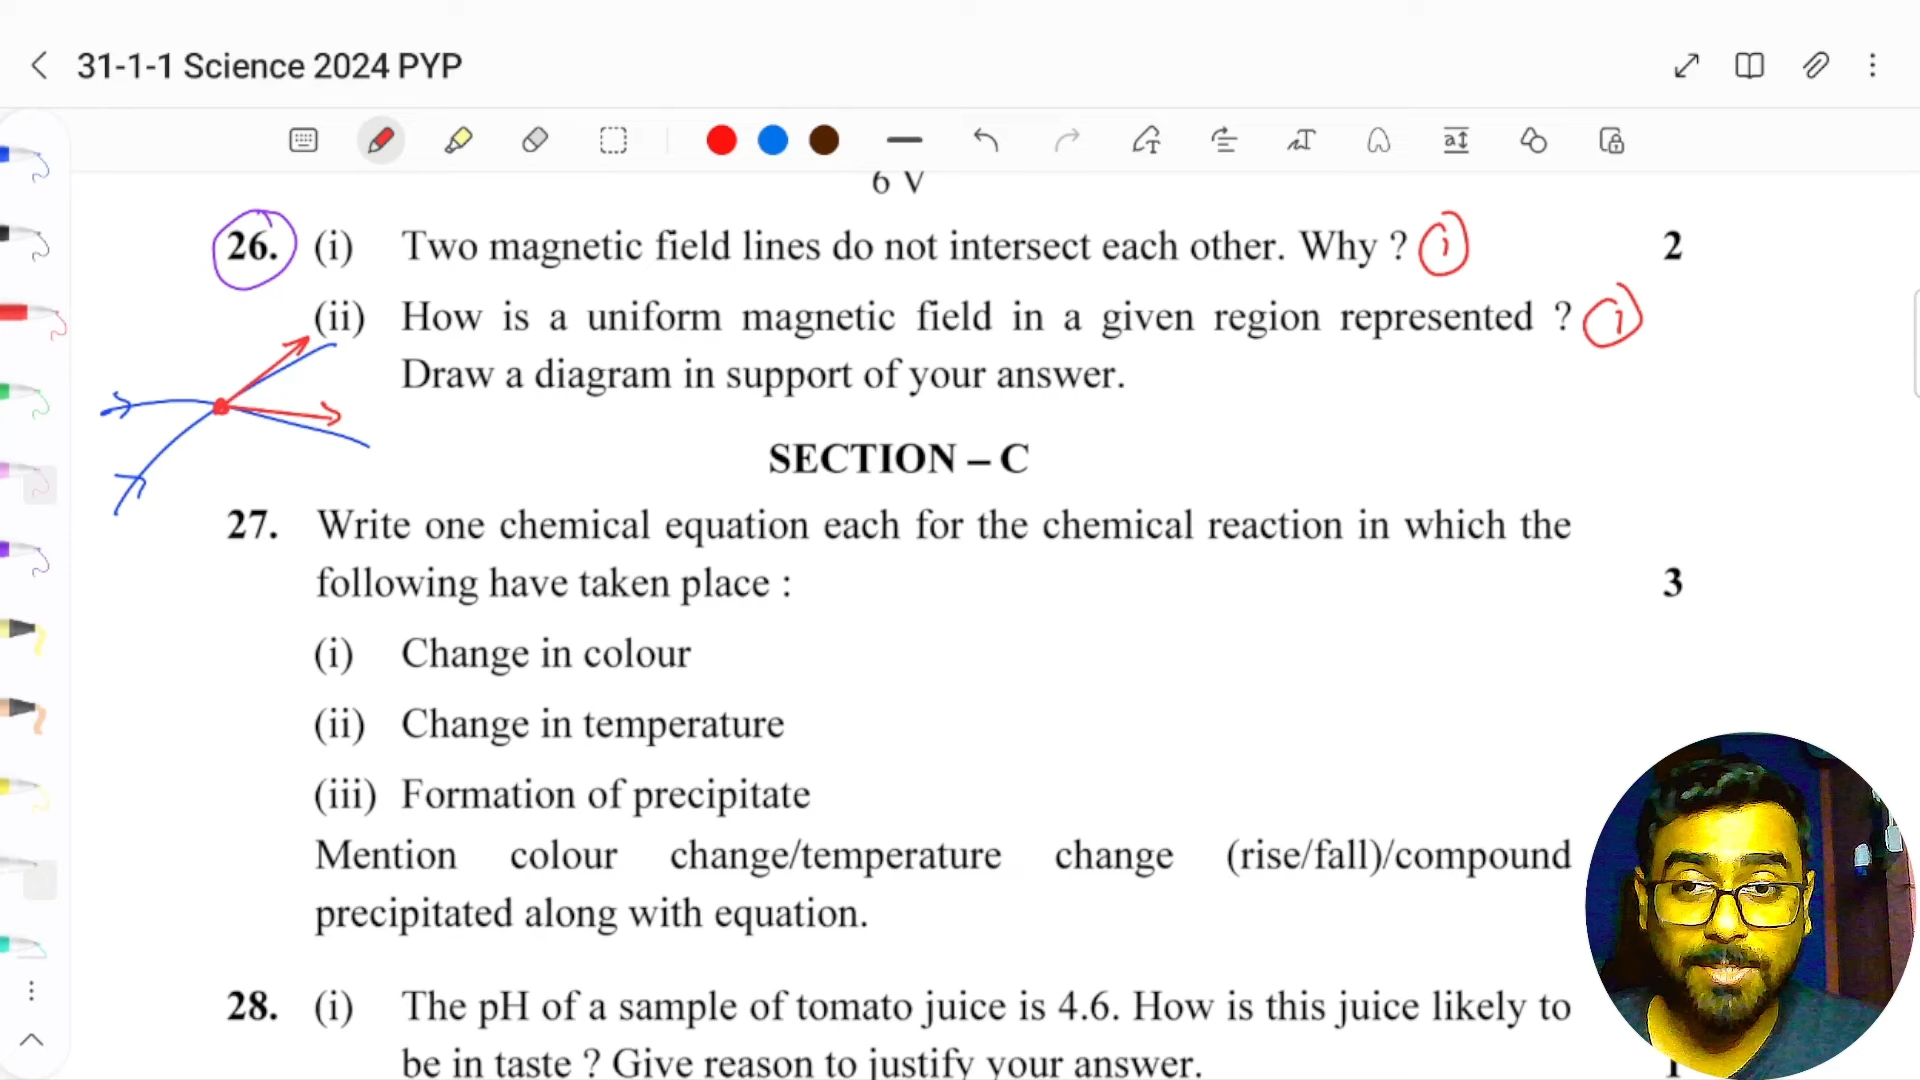 31-1-1 Science 2024 PYP
6 V
26. (i) Two magnetic field lines do not intersect each other. Why ? 1 2
(ii) How is a uniform magnetic field in a given region represented ? 1
Draw a diagram in support of your answer.
SECTION – C
27. Write one chemical equation each for the chemical reaction in which the
following have taken place : 3
(i) Change in colour
(ii) Change in temperature
(iii) Formation of precipitate
Mention colour change/temperature change (rise/fall)/compound
precipitated along with equation.
28. (i) The pH of a sample of tomato juice is 4.6. How is this juice likely to
be in taste ? Give reason to justify your answer. 1